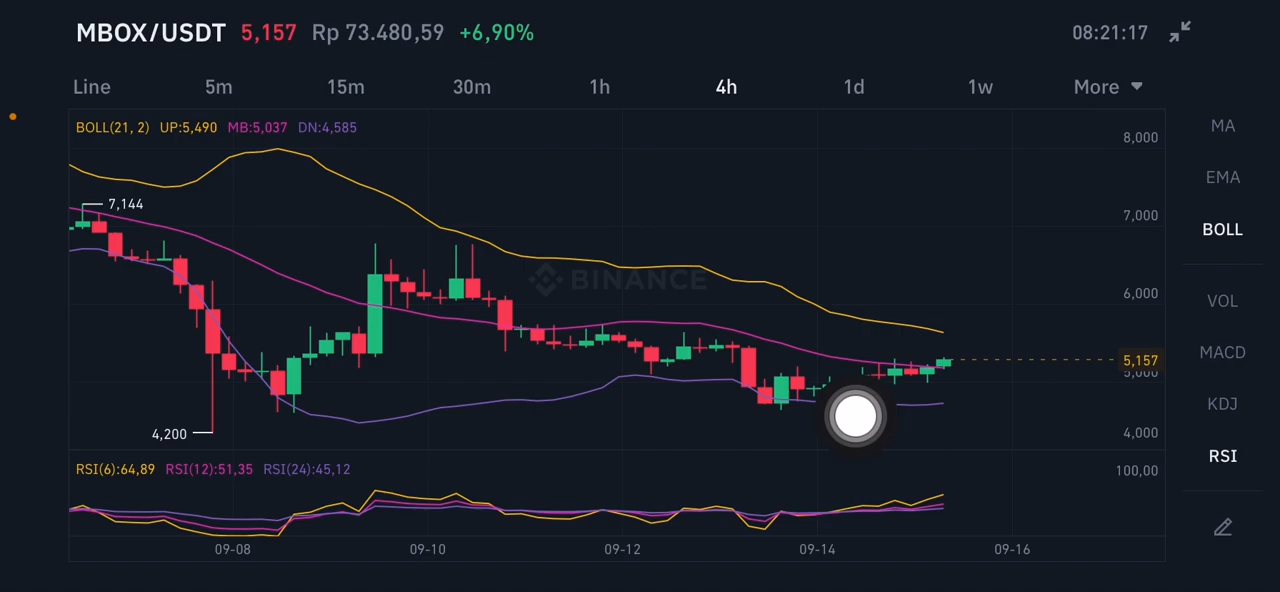 MBOX/USDT 5,157 Rp 73.480,59 +6,90% 08:21:17
Line 5m 15m 30m 1h 4h 1d 1w More
BOLL(21, 2) UP:5,490 MB:5,037 DN:4,585
MA
8,000
EMA
7,144
7,000
BOLL
BINANCE
6,000
VOL
MACD
5,157
5,000
KDJ
4,200
4,000
RSI
RSI(6):64,89 RSI(12):51,35 RSI(24):45,12
100,00
09-08 09-10 09-12 09-14 09-16